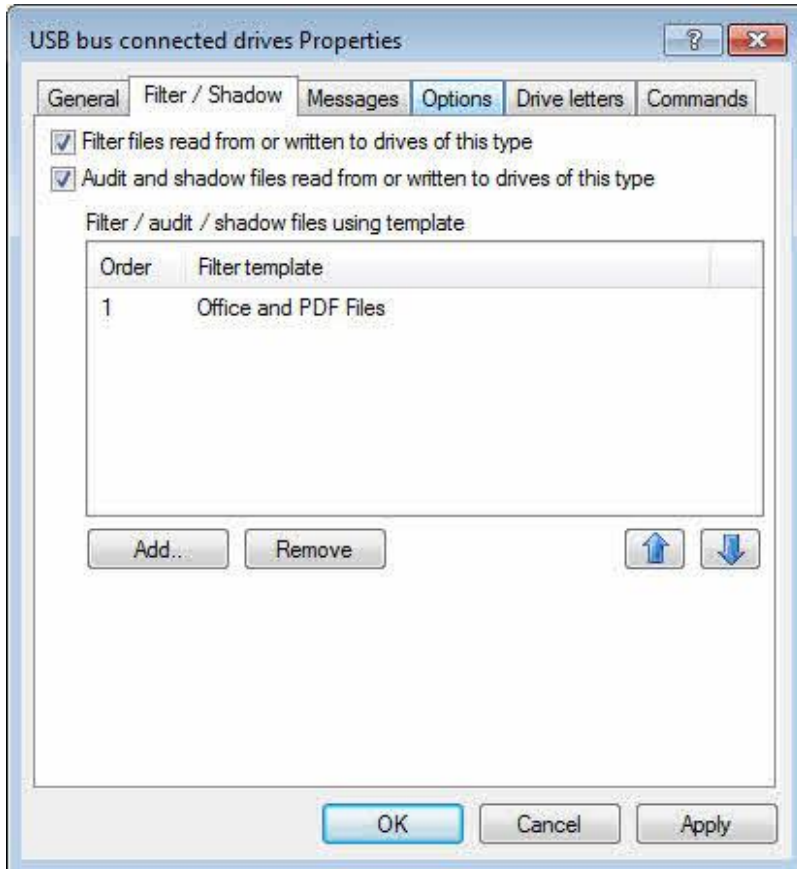 USB bus connected drives Properties ?
General Filter / Shadow Messages Options Drive letters Commands
Filter files read from or written to drives of this type
Audit and shadow files read from or written to drives of this type
Filter / audit / shadow files using template
Order Filter template
1 Office and PDF Files
Add... Remove
OK Cancel Apply